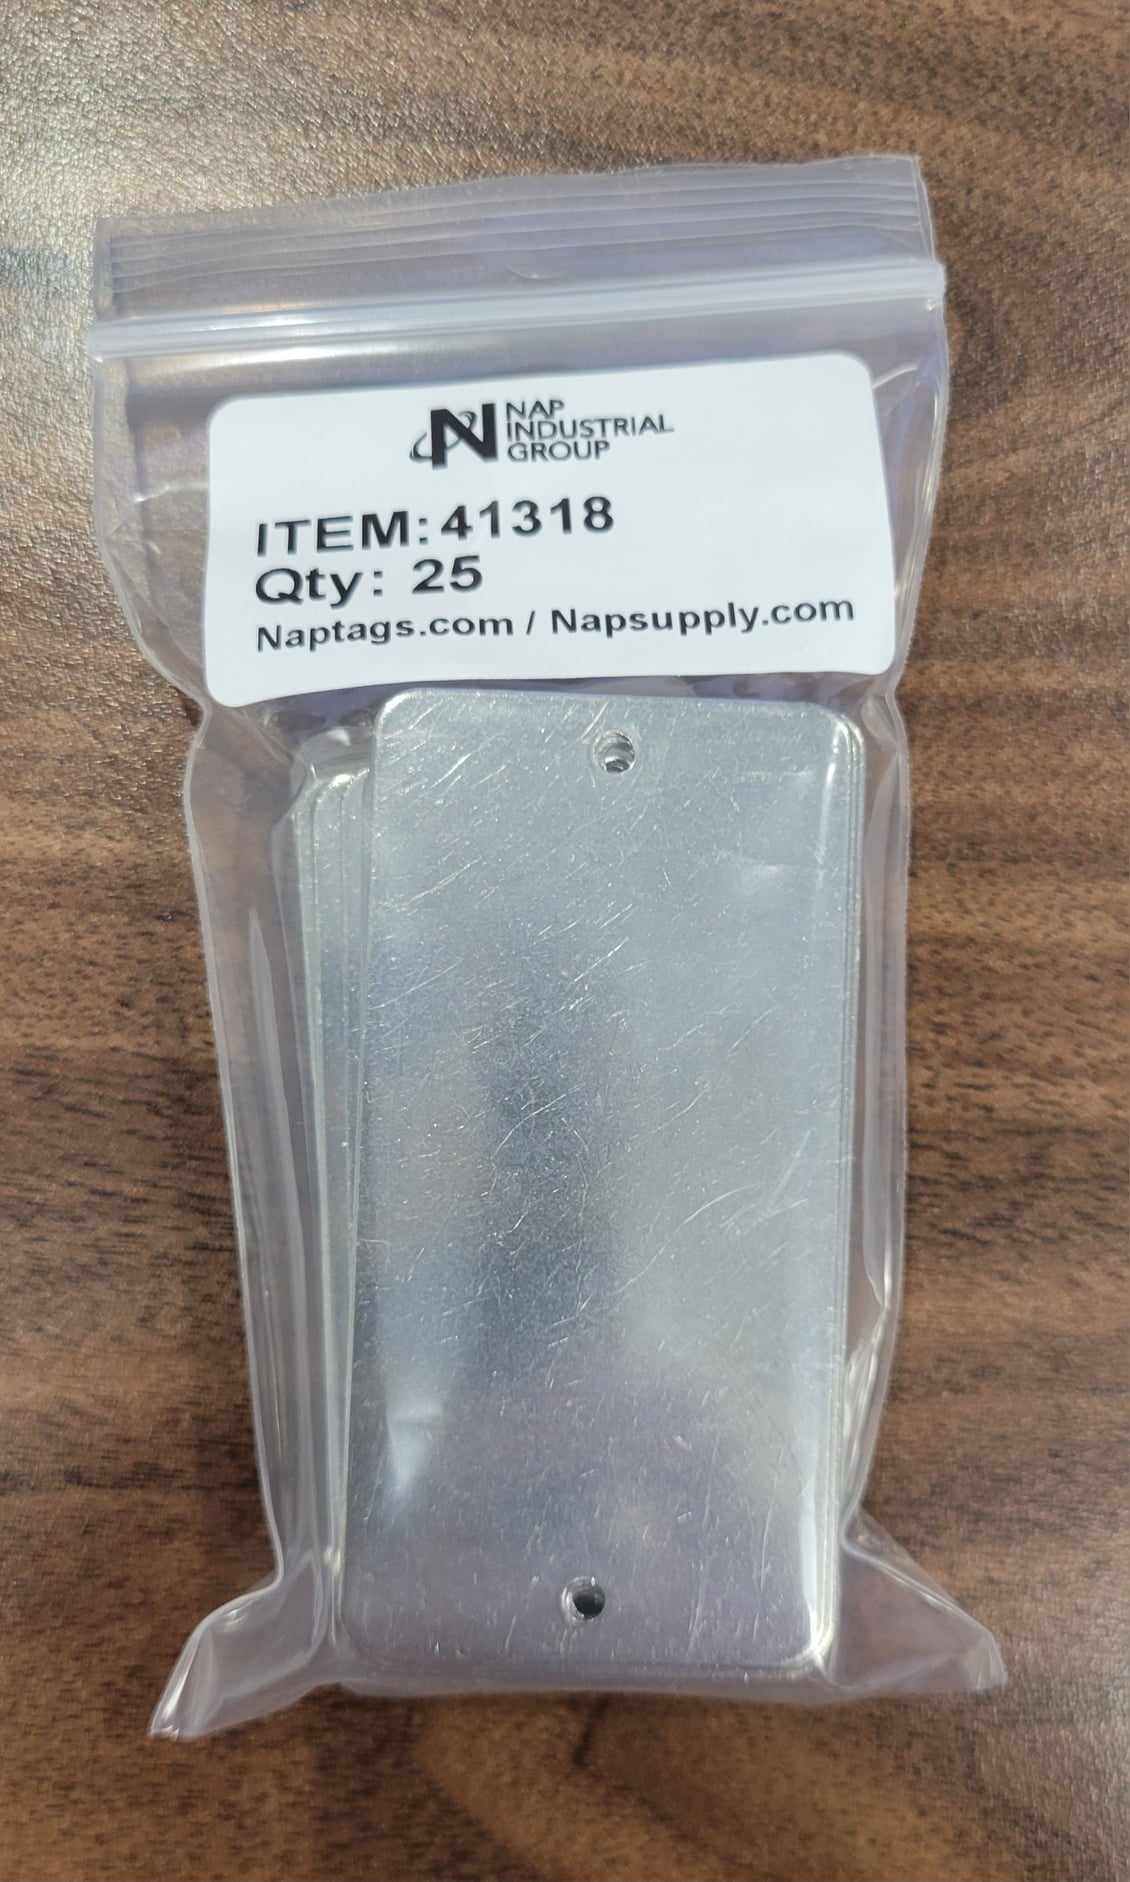 N NAP
INDUSTRIAL
GROUP
ITEM: 41318
Qty: 25
Naptags.com / Napsupply.com